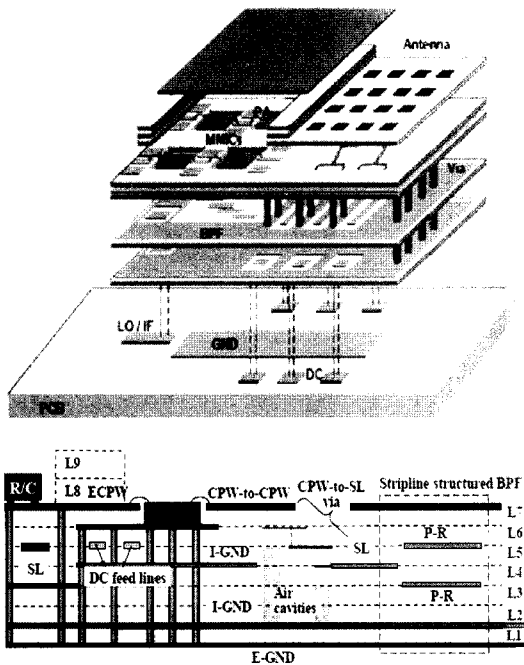 Antenna
PA
MMICs
Via
BPF
LO / IF
GND
DC
PCB
L9
R/C
L8 ECPW
CPW-to-CPW
CPW-to-SL
via
Stripline structured BPF
L7
L6
P-R
L5
SL
I-GND
SL
L4
DC feed lines
L3
I-GND
Air
cavities
P-R
L2
L1
E-GND